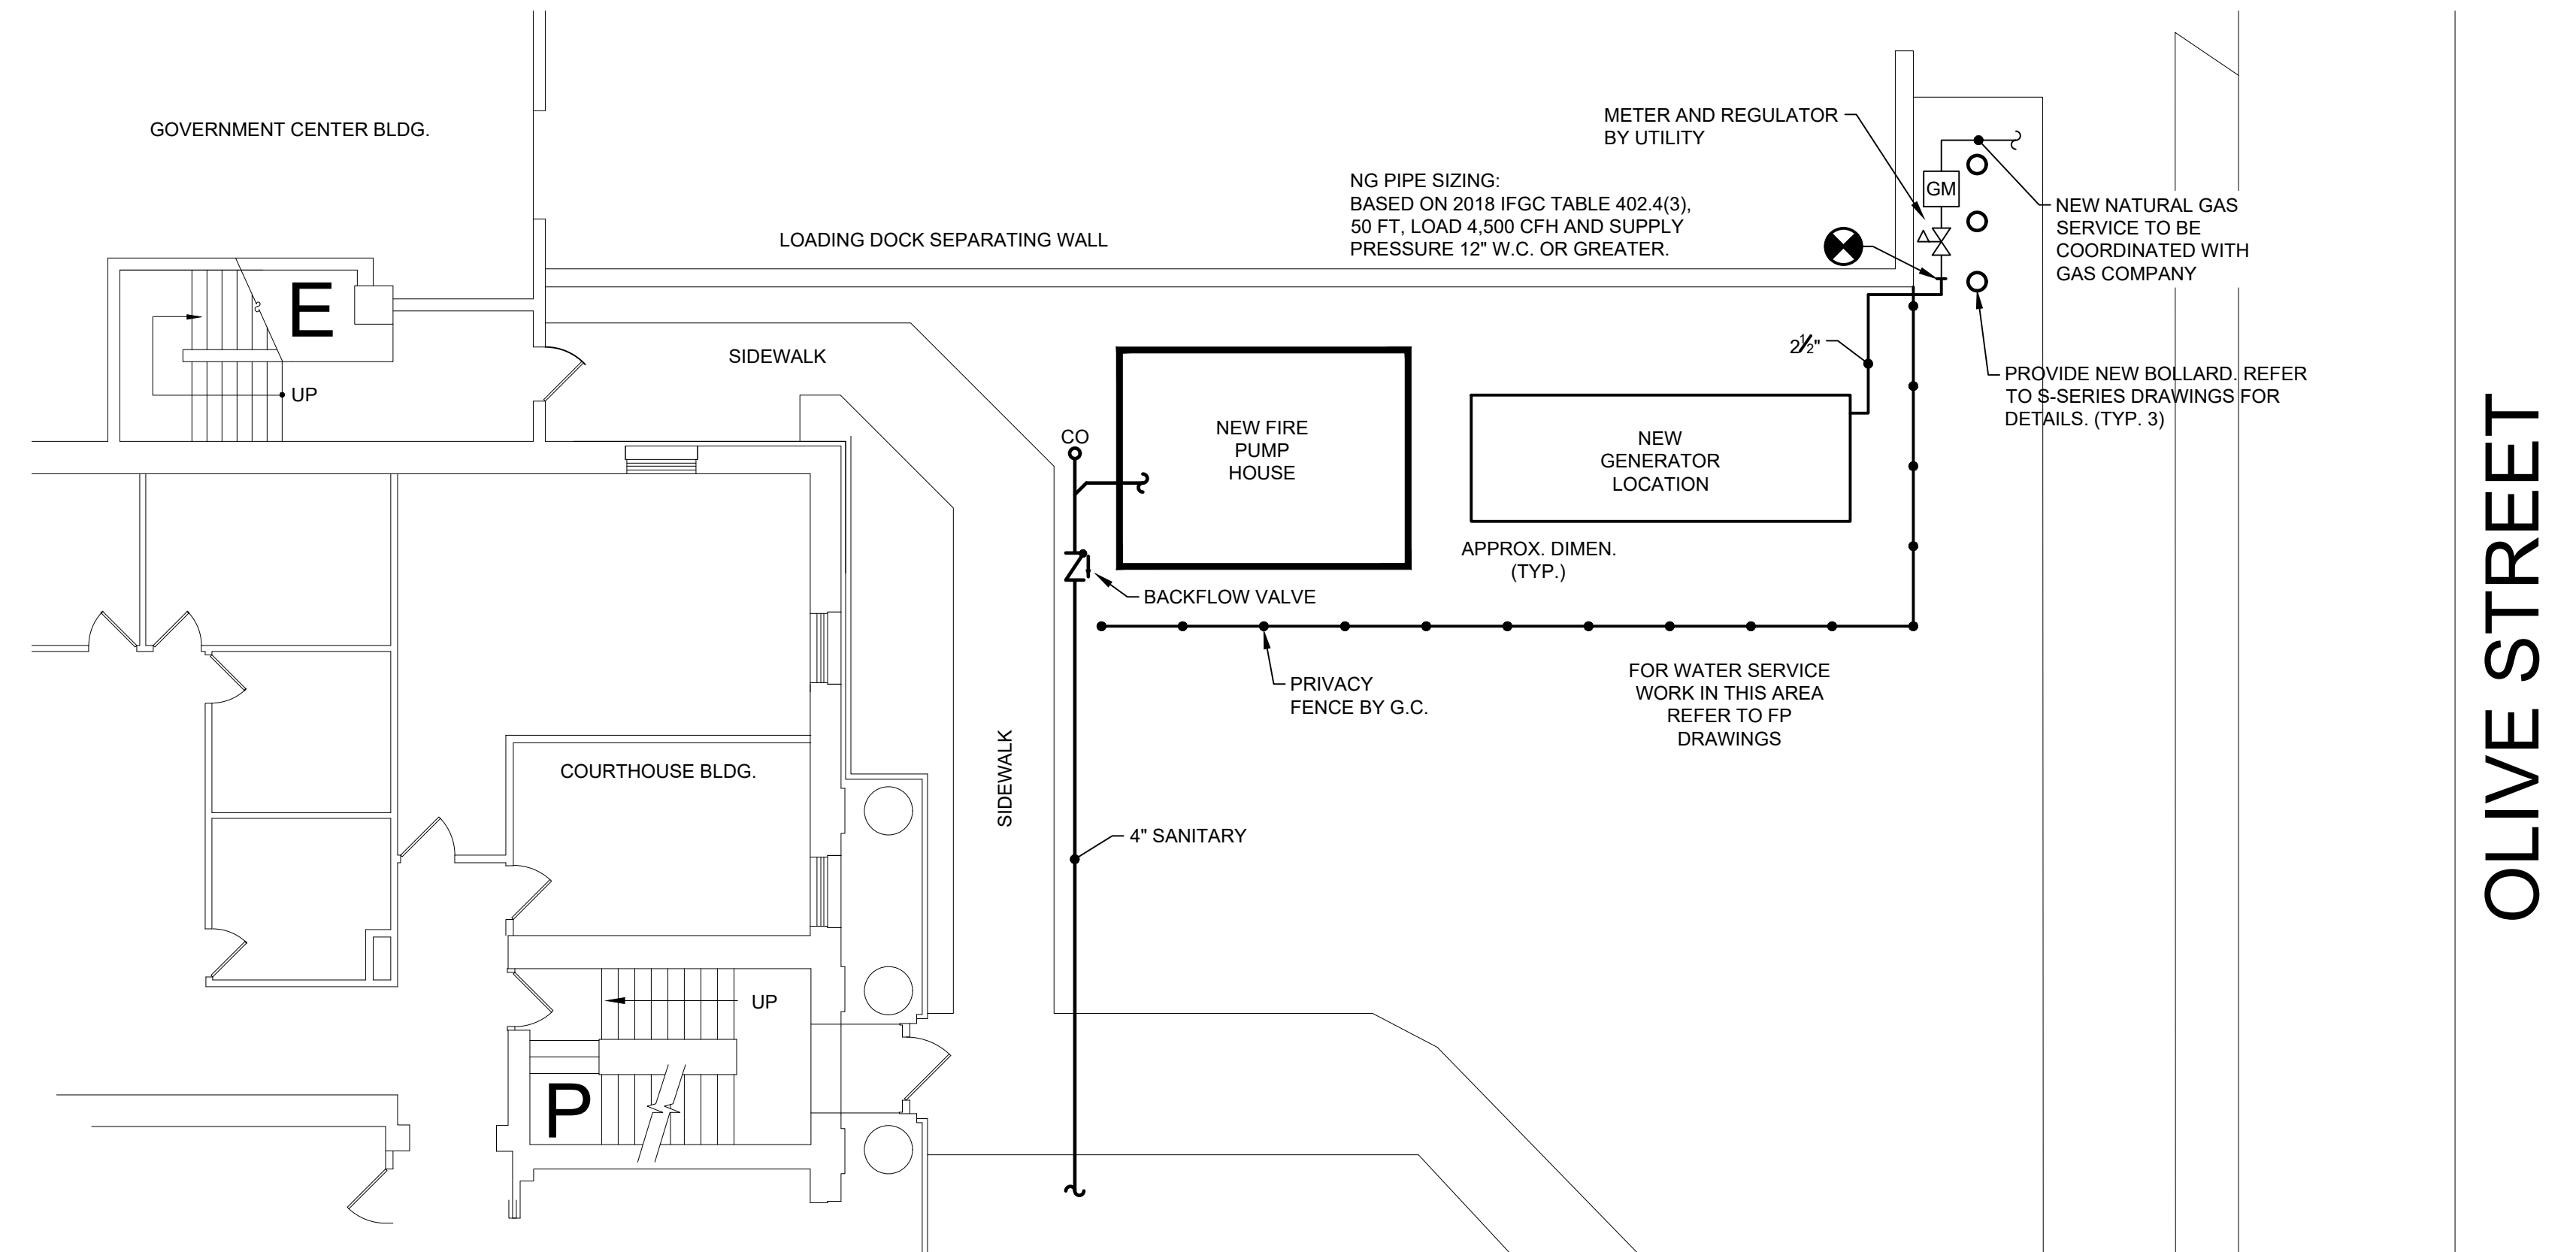 GOVERNMENT CENTER BLDG.
METER AND REGULATOR
BY UTILITY
NG PIPE SIZING:
BASED ON 2018 IFGC TABLE 402.4(3),
50 FT, LOAD 4,500 CFH AND SUPPLY
PRESSURE 12" W.C. OR GREATER.
GM
NEW NATURAL GAS
SERVICE TO BE
COORDINATED WITH
GAS COMPANY
LOADING DOCK SEPARATING WALL
E
UP
SIDEWALK
2½"
PROVIDE NEW BOLLARD. REFER
TO S-SERIES DRAWINGS FOR
DETAILS. (TYP. 3)
CO
NEW FIRE
PUMP
HOUSE
NEW
GENERATOR
LOCATION
APPROX. DIMEN.
(TYP.)
BACKFLOW VALVE
PRIVACY
FENCE BY G.C.
FOR WATER SERVICE
WORK IN THIS AREA
REFER TO FP
DRAWINGS
OLIVE STREET
COURTHOUSE BLDG.
SIDEWALK
4" SANITARY
UP
P